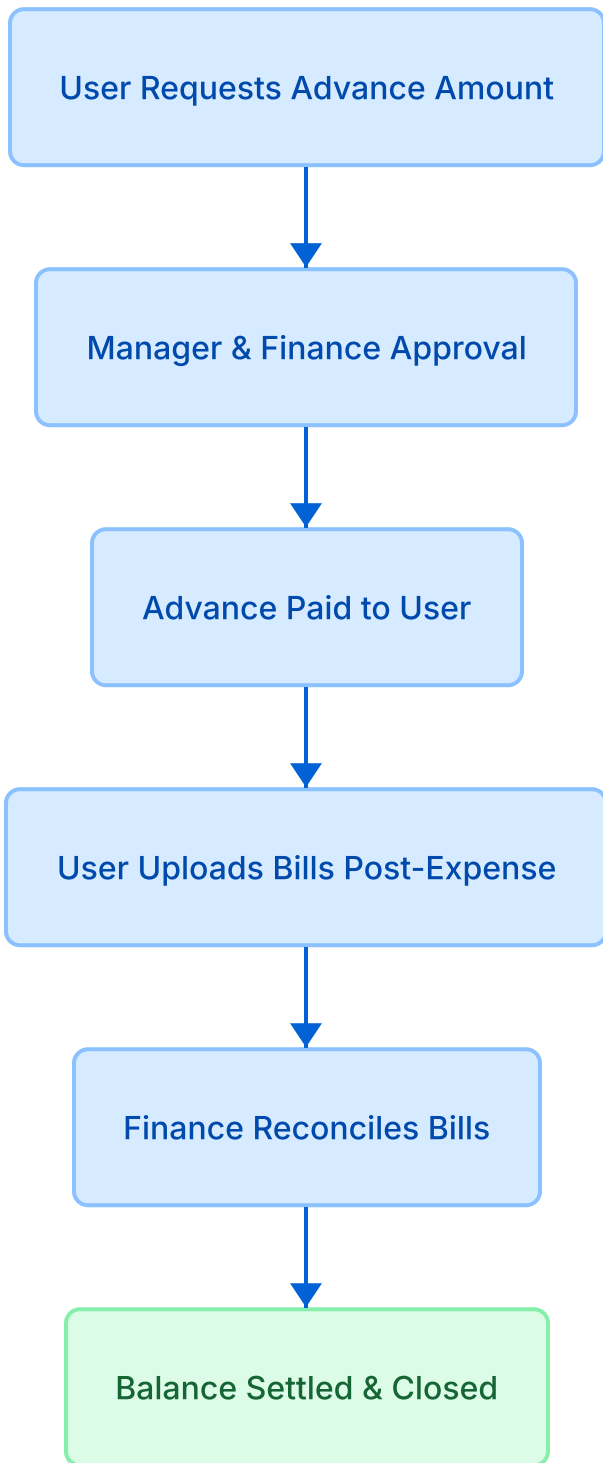 User Requests Advance Amount
Manager & Finance Approval
Advance Paid to User
User Uploads Bills Post-Expense
Finance Reconciles Bills
Balance Settled & Closed